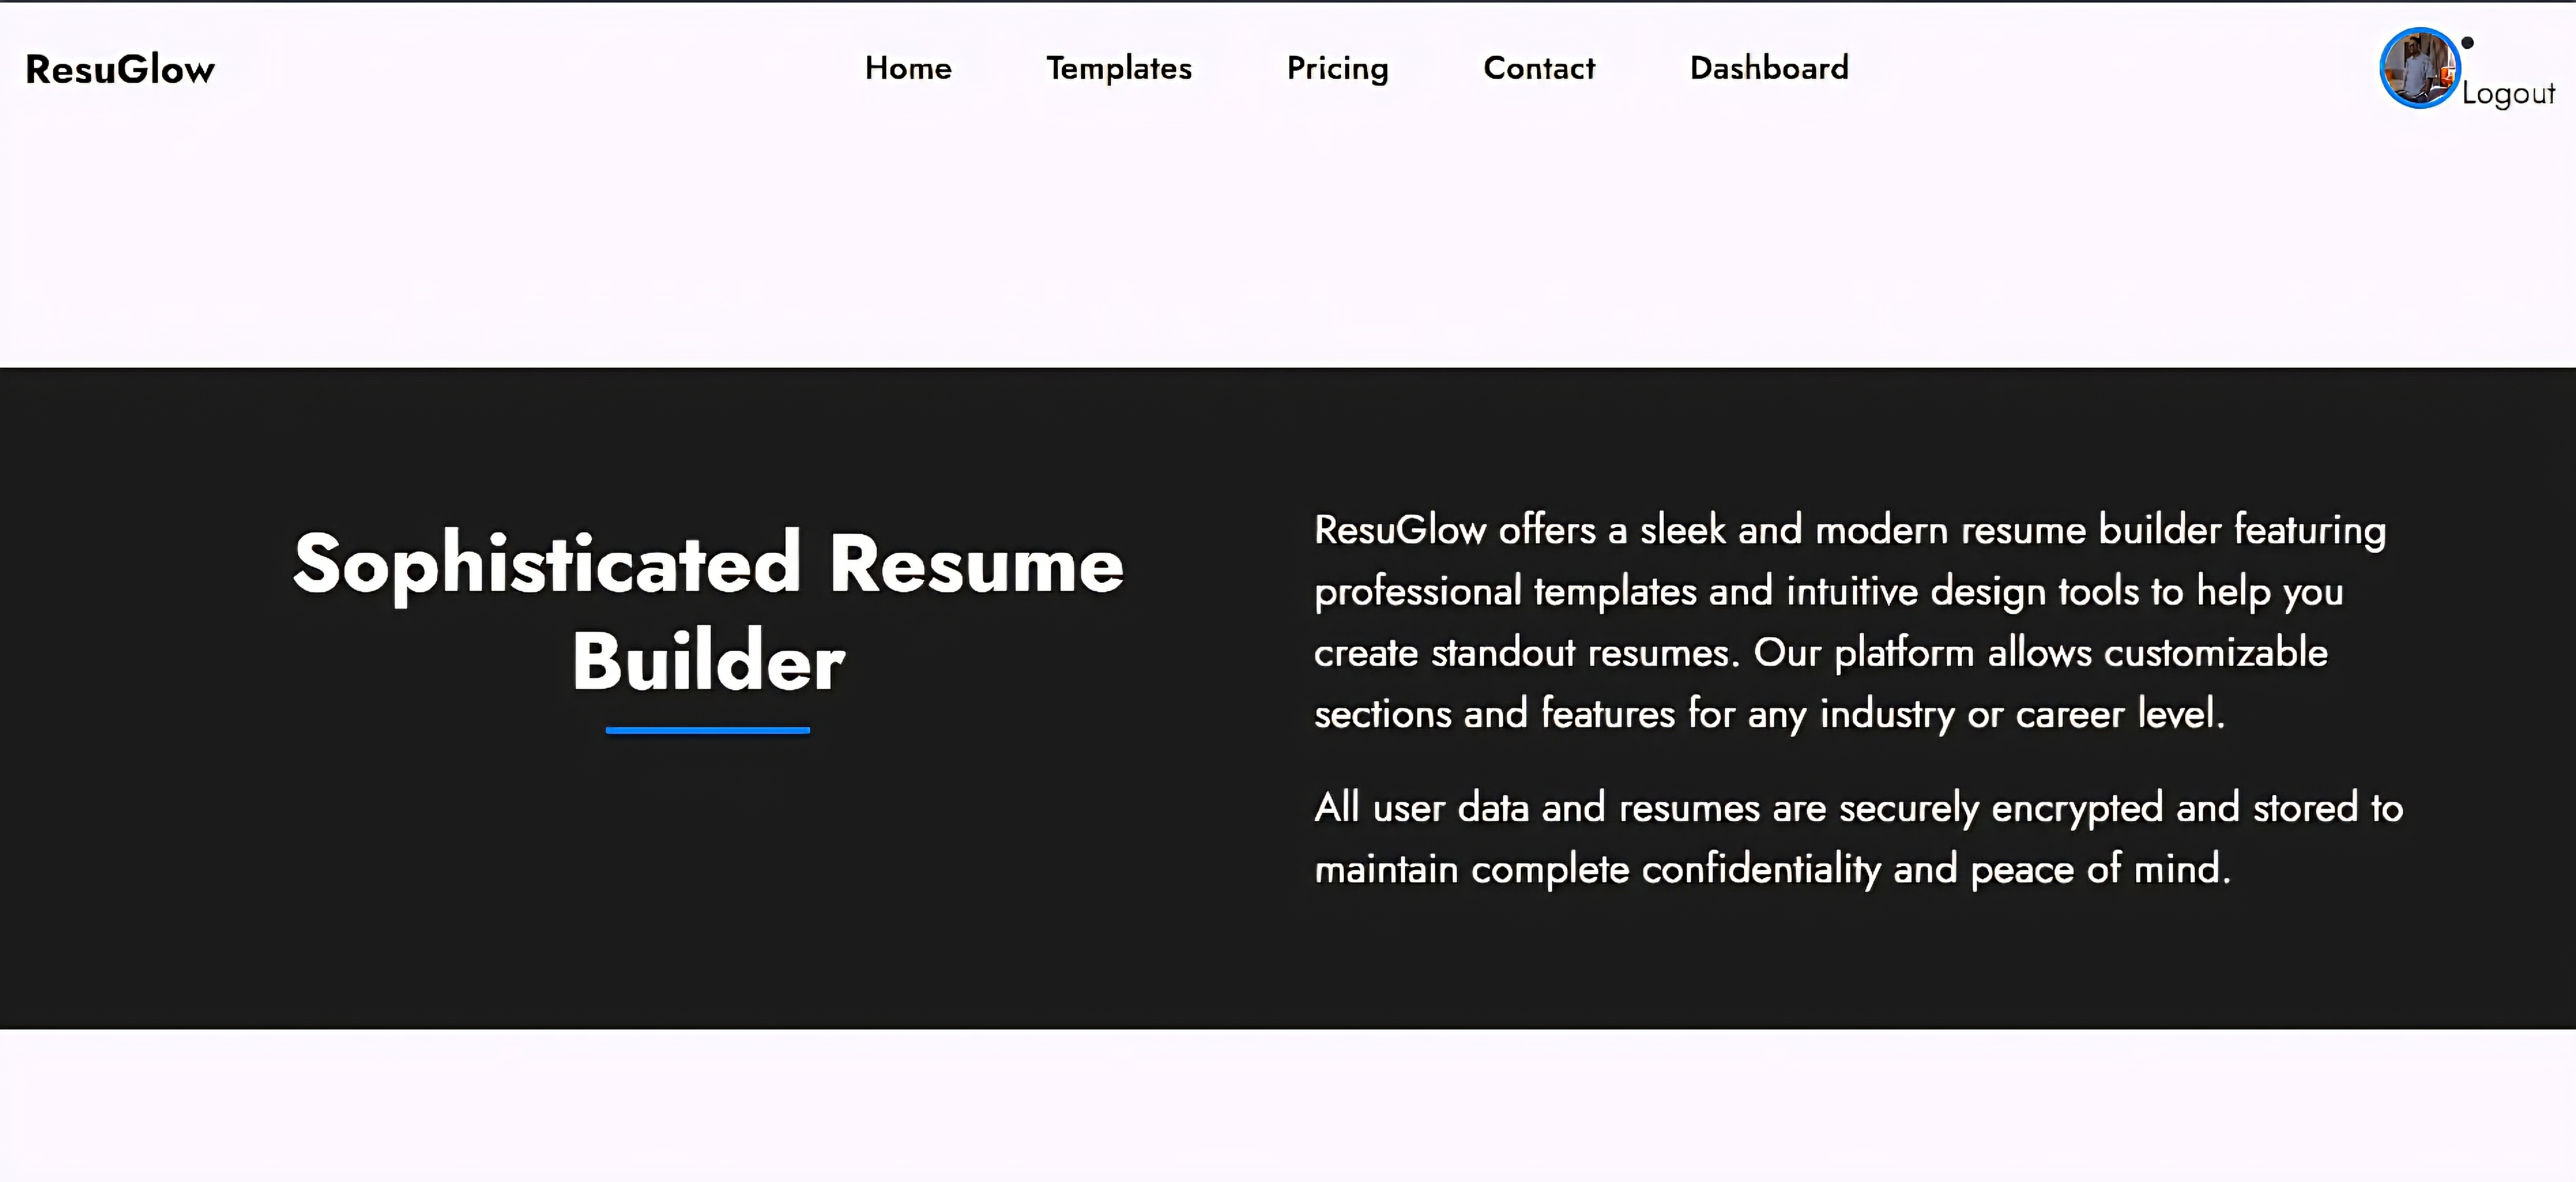 ResuGlow
Home Templates Pricing Contact Dashboard
Logout
Sophisticated Resume
Builder
ResuGlow offers a sleek and modern resume builder featuring
professional templates and intuitive design tools to help you
create standout resumes. Our platform allows customizable
sections and features for any industry or career level.
All user data and resumes are securely encrypted and stored to
maintain complete confidentiality and peace of mind.